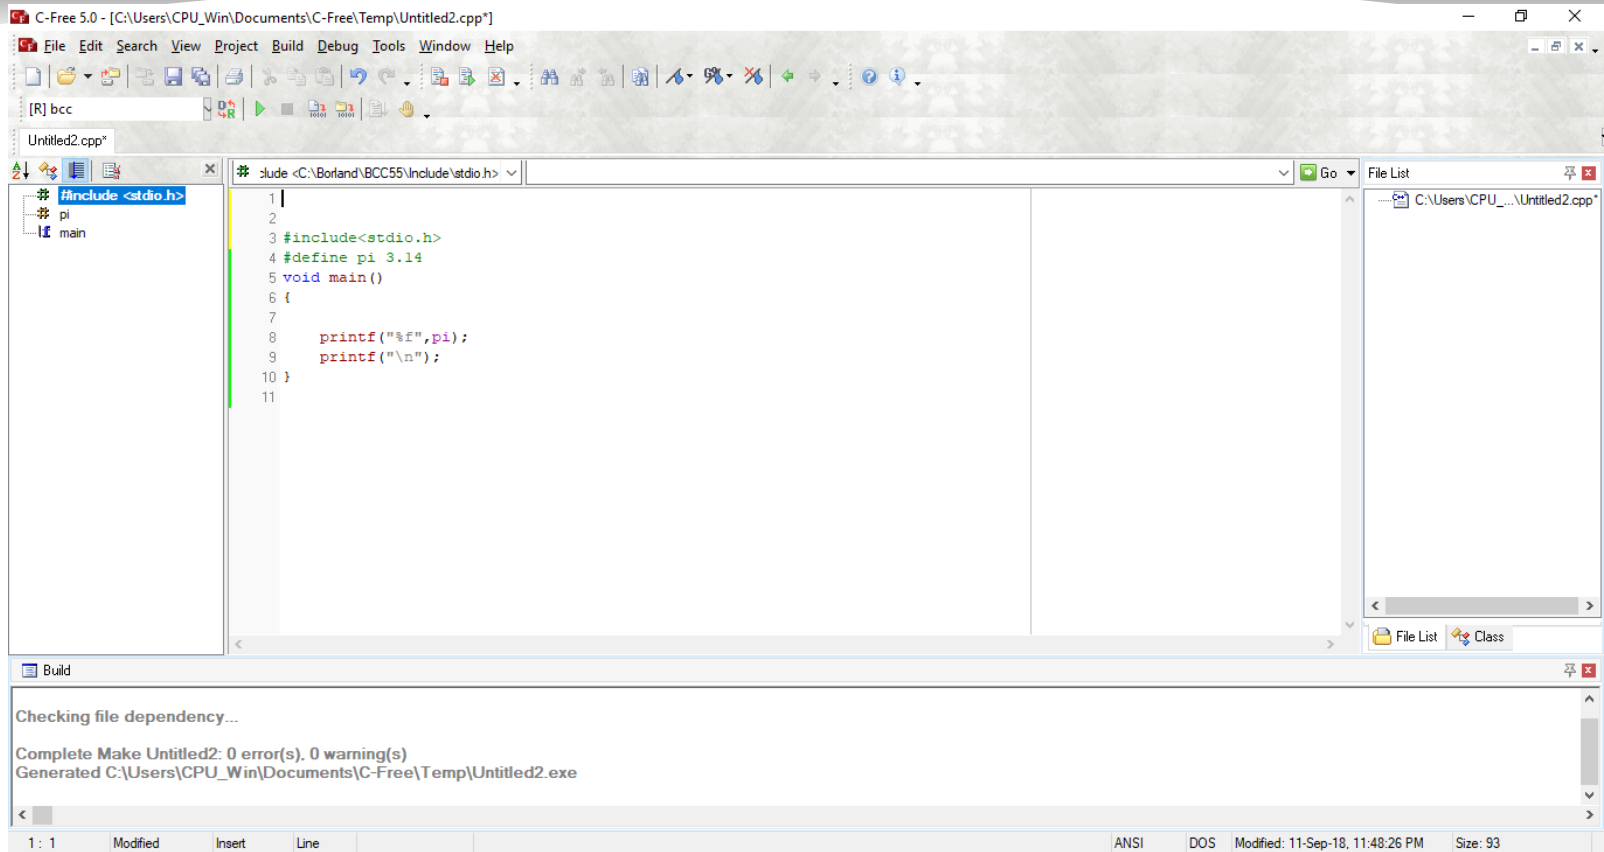 C-Free 5.0 - [C:\Users\CPU_Win\Documents\C-Free\Temp\Untitled2.cpp*]
File Edit Search View Project Build Debug Tools Window Help
[R] bcc
Untitled2.cpp*
#include <stdio.h>
pi
main
:lude <C:\Borland\BCC55\Include\stdio.h>
Go
1
2
3 #include<stdio.h>
4 #define pi 3.14
5 void main()
6 {
7
8 printf("%f",pi);
9 printf("\n");
10 }
11
File List
C:\Users\CPU_...\Untitled2.cpp*
File List Class
Build
Checking file dependency...
Complete Make Untitled2: 0 error(s), 0 warning(s)
Generated C:\Users\CPU_Win\Documents\C-Free\Temp\Untitled2.exe
1: 1 Modified Insert Line ANSI DOS Modified: 11-Sep-18, 11:48:26 PM Size: 93